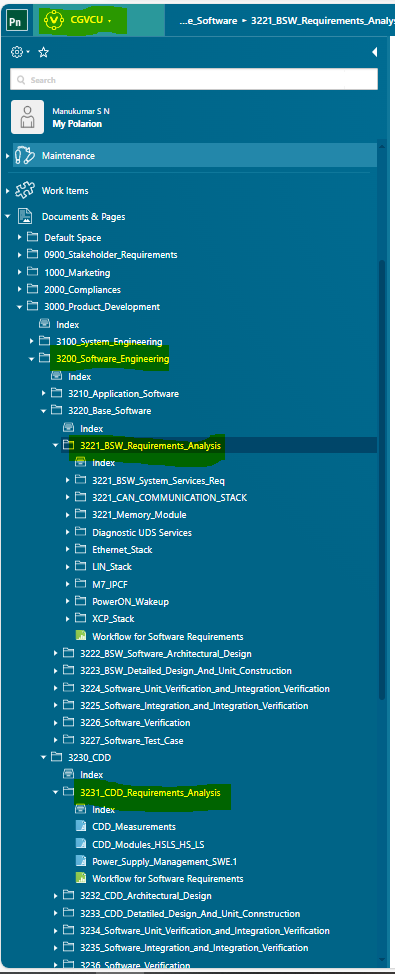 Pn
CGVCU
...e_Software ▸ 3221_BSW_Requirements_Analys
Search
Manukumar S N
My Polarion
Maintenance
Work Items
Documents & Pages
Default Space
0900_Stakeholder_Requirements
1000_Marketing
2000_Compliances
3000_Product_Development
Index
3100_System_Engineering
3200_Software_Engineering
Index
3210_Application_Software
3220_Base_Software
Index
3221_BSW_Requirements_Analysis
Index
3221_BSW_System_Services_Req
3221_CAN_COMMUNICATION_STACK
3221_Memory_Module
Diagnostic UDS Services
Ethernet_Stack
LIN_Stack
M7_IPCF
PowerON_Wakeup
XCP_Stack
Workflow for Software Requirements
3222_BSW_Software_Architectural_Design
3223_BSW_Detailed_Design_And_Unit_Construction
3224_Software_Unit_Verification_and_Integration_Verification
3225_Software_Integration_and_Integration_Verification
3226_Software_Verification
3227_Software_Test_Case
3230_CDD
Index
3231_CDD_Requirements_Analysis
Index
CDD_Measurements
CDD_Modules_HSLS_HS_LS
Power_Supply_Management_SWE.1
Workflow for Software Requirements
3232_CDD_Architectural_Design
3233_CDD_Detatiled_Design_And_Unit_Connstruction
3234_Software_Unit_Verification_and_Integration_Verification
3235_Software_Integration_and_Integration_Verification
3236_Software_Verification